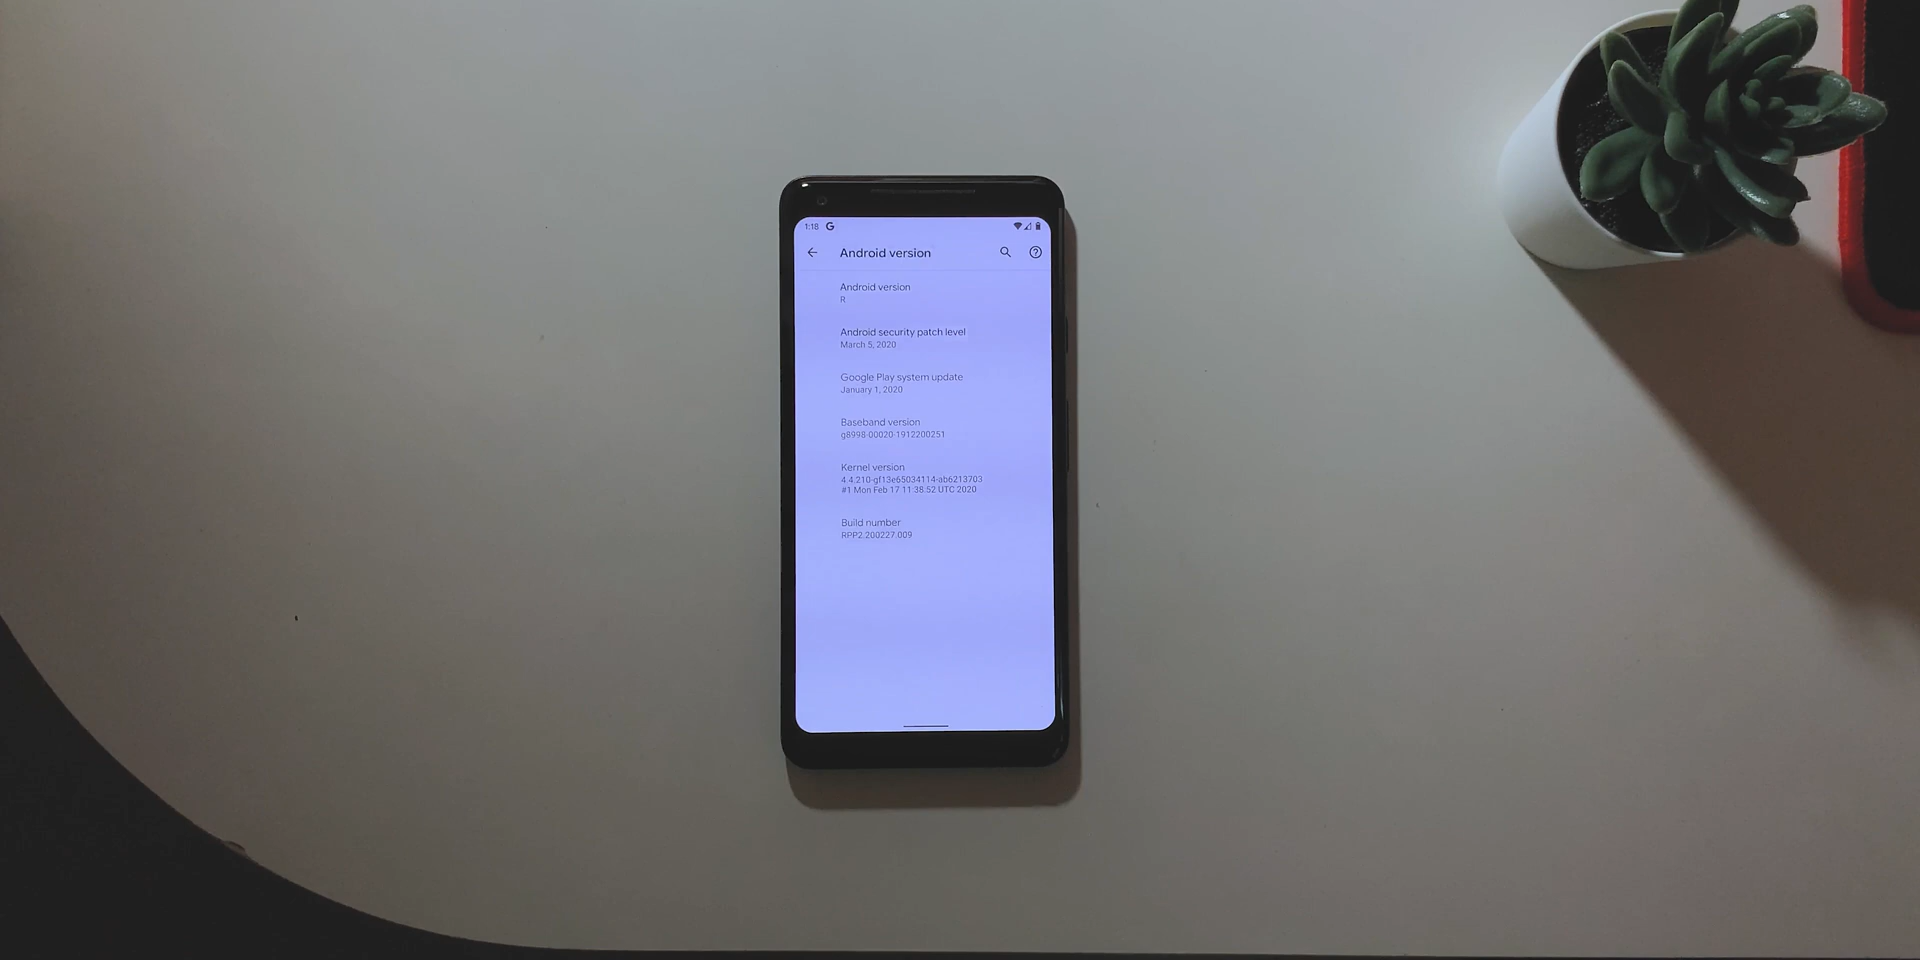 1:18 G
Android version
Android version
R
Android security patch level
March 5, 2020
Google Play system update
January 1, 2020
Baseband version
g8998-00020-1912200251
Kernel version
4.4.210-gf13e65034114-ab6213703
#1 Mon Feb 17 11:38:52 UTC 2020
Build number
RPP2.200227.009